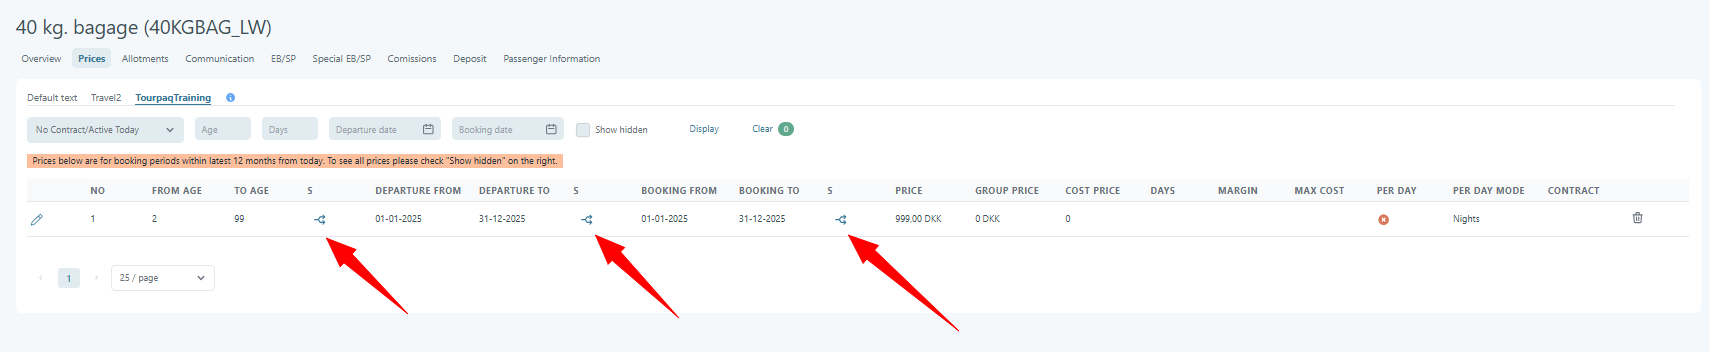 40 kg. bagage (40KGBAG_LW)
Overview Prices Allotments Communication EB/SP Special EB/SP Comissions Deposit Passenger Information
Default text Travel2 TourpaqTraining
No Contract/Active Today Age Days Departure date Booking date Show hidden Display Clear 0
Prices below are for booking periods within latest 12 months from today. To see all prices please check "Show hidden" on the right.
NO FROM AGE TO AGE S DEPARTURE FROM DEPARTURE TO S BOOKING FROM BOOKING TO S PRICE GROUP PRICE COST PRICE DAYS MARGIN MAX COST PER DAY PER DAY MODE CONTRACT
1 2 99 01-01-2025 31-12-2025 01-01-2025 31-12-2025 999,00 DKK 0 DKK 0 Nights
1 25 / page